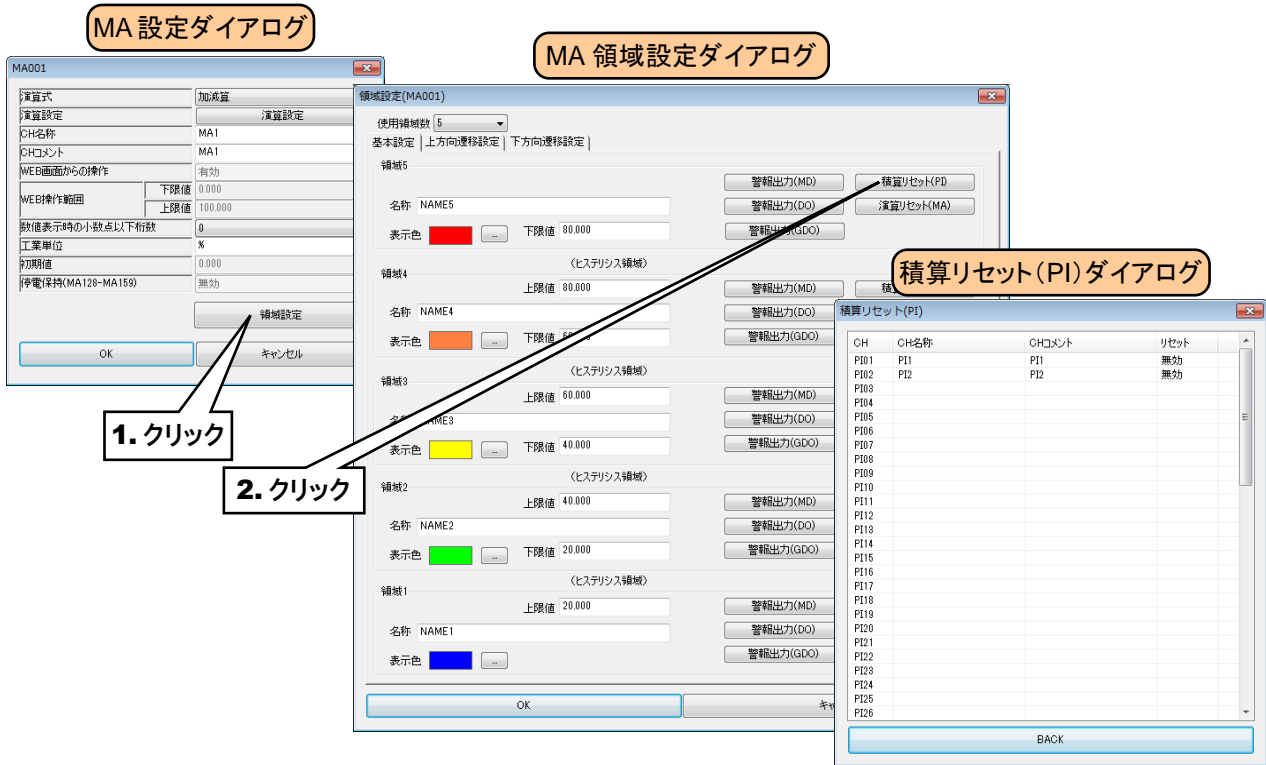 MA 設定ダイアログ
MA001
演算式 加減算
演算設定 演算設定
CH名称 MA1
CHコメント MA1
WEB画面からの操作 有効
WEB操作範囲 下限値 0.000
上限値 100.000
数値表示時の小数点以下桁数 0
工業単位 %
初期値 0.000
停電保持(MA128-MA159) 無効
領域設定
OK キャンセル
1. クリック
MA 領域設定ダイアログ
領域設定(MA001)
使用領域数 5
基本設定 上方向遷移設定 下方向遷移設定
領域5
警報出力(MD) 積算リセット(PI)
名称 NAME5 警報出力(DO) 演算リセット(MA)
表示色 ... 下限値 80.000 警報出力(GDO)
(ヒステリシス領域)
領域4
上限値 80.000 警報出力(MD) 積
名称 NAME4 警報出力(DO)
表示色 ... 下限値 警報出力(GDO)
(ヒステリシス領域)
領域3
上限値 60.000 警報出力(MD)
名称 NAME3 警報出力(DO)
表示色 ... 下限値 40.000 警報出力(GDO)
(ヒステリシス領域)
領域2
上限値 40.000 警報出力(MD)
名称 NAME2 警報出力(DO)
表示色 ... 下限値 20.000 警報出力(GDO)
(ヒステリシス領域)
領域1
上限値 20.000 警報出力(MD)
名称 NAME1 警報出力(DO)
表示色 ... 警報出力(GDO)
OK キャ
2. クリック
積算リセット(PI)ダイアログ
積算リセット(PI)
CH CH名称 CHコメント リセット
PI01 PI1 PI1 無効
PI02 PI2 PI2 無効
PI03
PI04
PI05
PI06
PI07
PI08
PI09
PI10
PI11
PI12
PI13
PI14
PI15
PI16
PI17
PI18
PI19
PI20
PI21
PI22
PI23
PI24
PI25
PI26
BACK